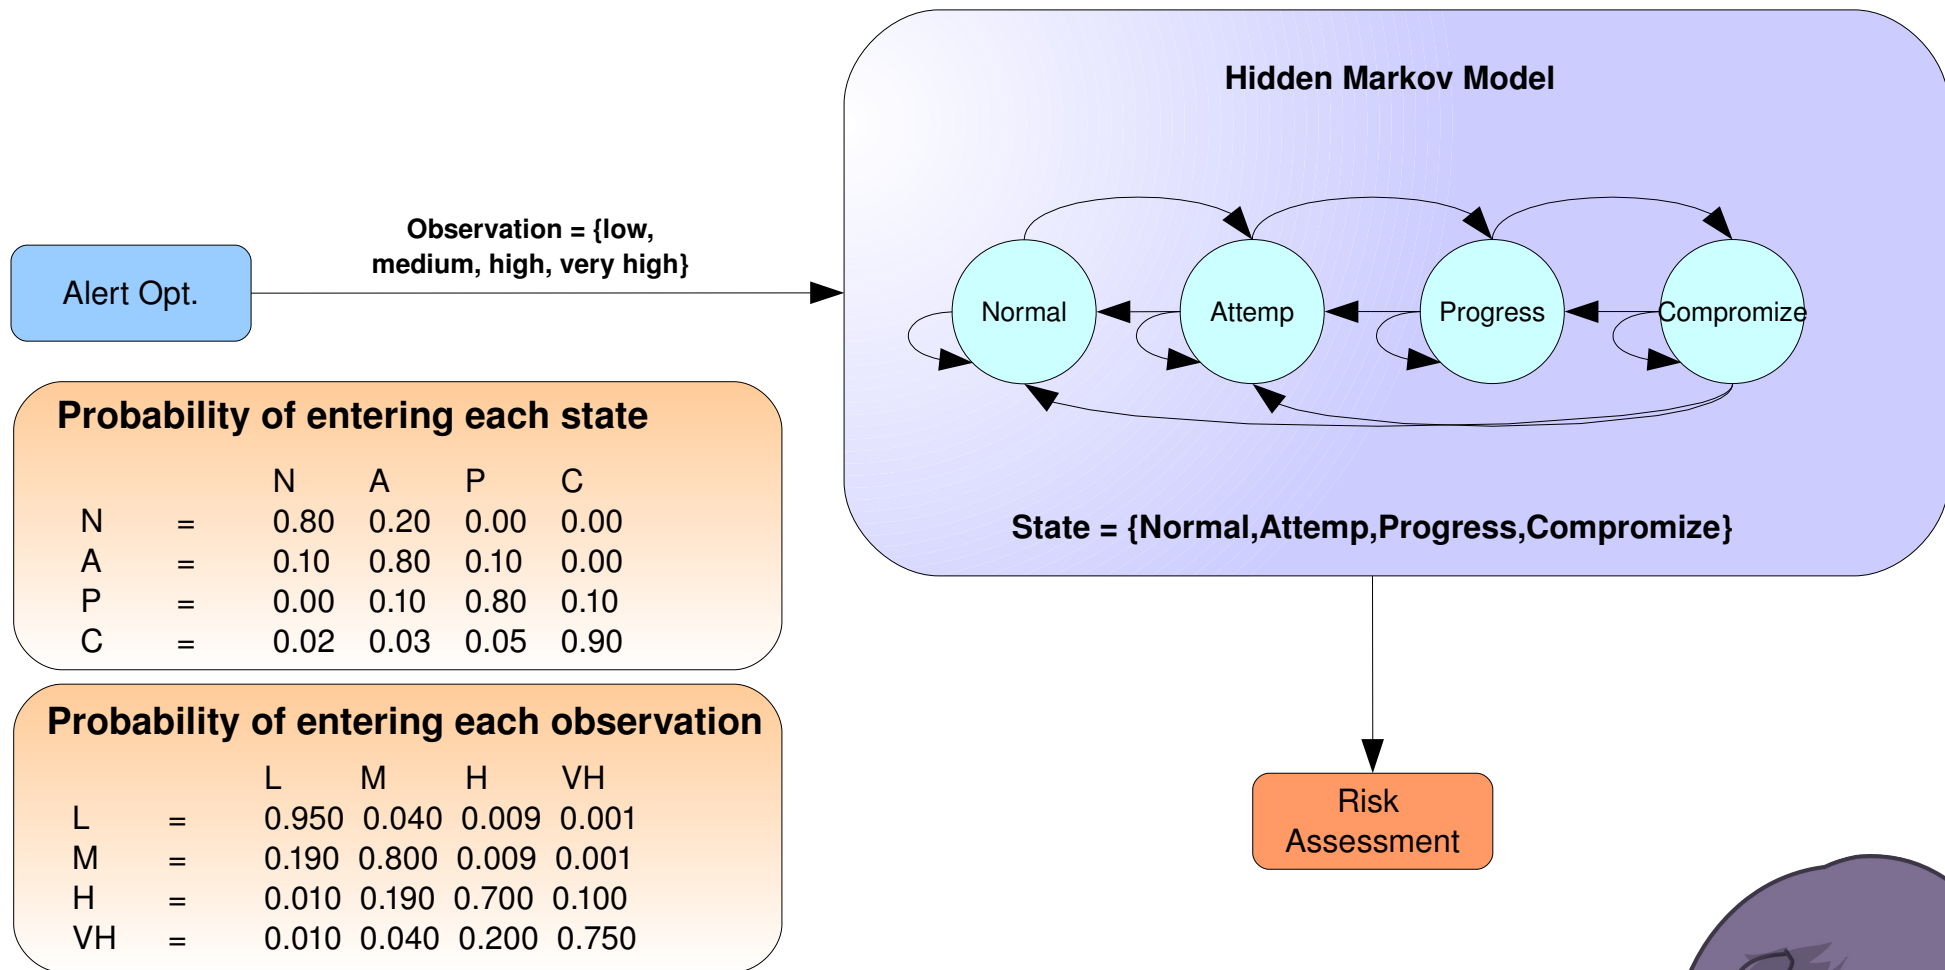 Hidden Markov Model
Observation = {low,
medium, high, very high}
Alert Opt.
Normal
Attemp
Progress
Compromize
State = {Normal,Attemp,Progress,Compromize}
Probability of entering each state
N A P C
N = 0.80 0.20 0.00 0.00
A = 0.10 0.80 0.10 0.00
P = 0.00 0.10 0.80 0.10
C = 0.02 0.03 0.05 0.90
Probability of entering each observation
L M H VH
L = 0.950 0.040 0.009 0.001
M = 0.190 0.800 0.009 0.001
H = 0.010 0.190 0.700 0.100
VH = 0.010 0.040 0.200 0.750
Risk
Assessment